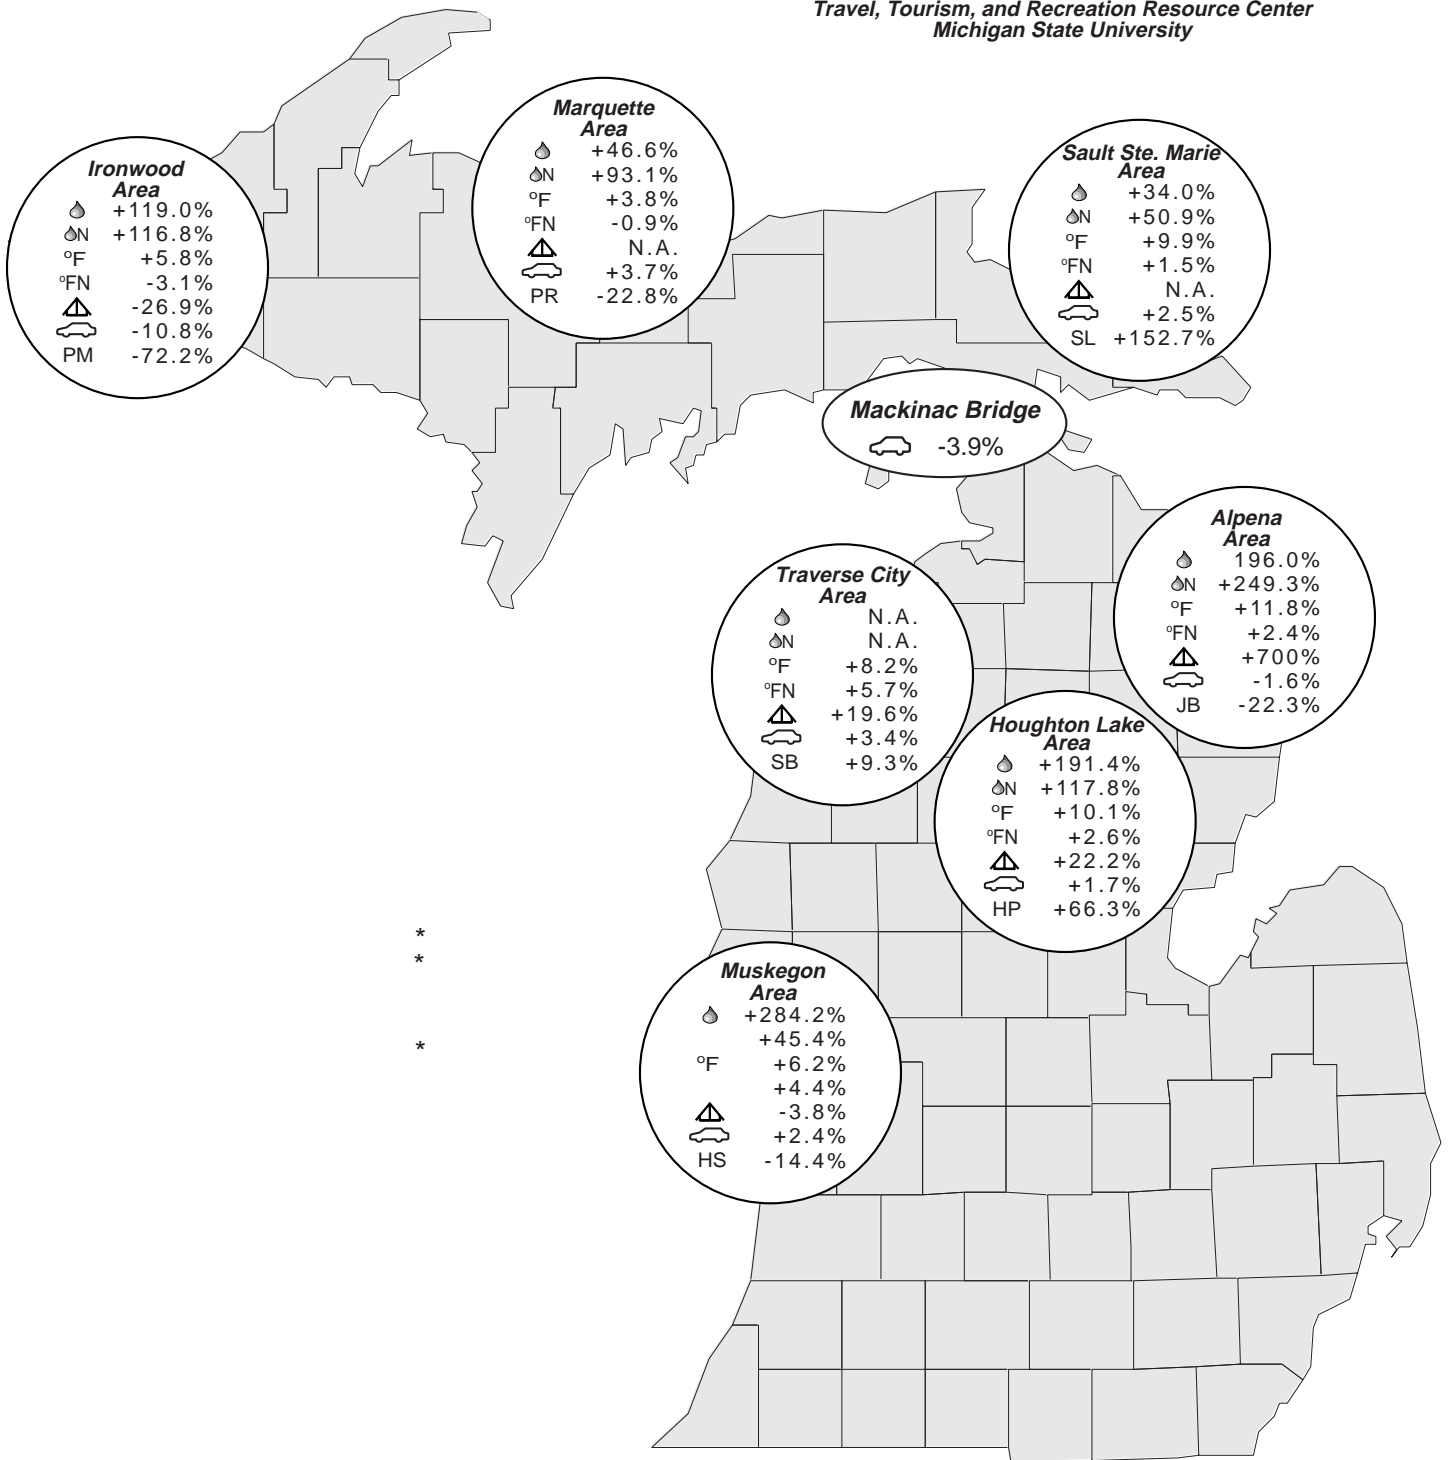 Travel, Tourism, and Recreation Resource Center
Michigan State University
Marquette
Area
+46.6%
N +93.1%
°F +3.8%
°FN -0.9%
N.A.
+3.7%
PR -22.8%
Ironwood
Area
+119.0%
N +116.8%
°F +5.8%
°FN -3.1%
-26.9%
-10.8%
PM -72.2%
Sault Ste. Marie
Area
+34.0%
N +50.9%
°F +9.9%
°FN +1.5%
N.A.
+2.5%
SL +152.7%
Mackinac Bridge
-3.9%
Alpena
Area
196.0%
N +249.3%
°F +11.8%
°FN +2.4%
+700%
-1.6%
JB -22.3%
Traverse City
Area
N.A.
N N.A.
°F +8.2%
°FN +5.7%
+19.6%
+3.4%
SB +9.3%
Houghton Lake
Area
+191.4%
N +117.8%
°F +10.1%
°FN +2.6%
+22.2%
+1.7%
HP +66.3%
*
*
*
Muskegon
Area
+284.2%
+45.4%
°F +6.2%
+4.4%
-3.8%
+2.4%
HS -14.4%